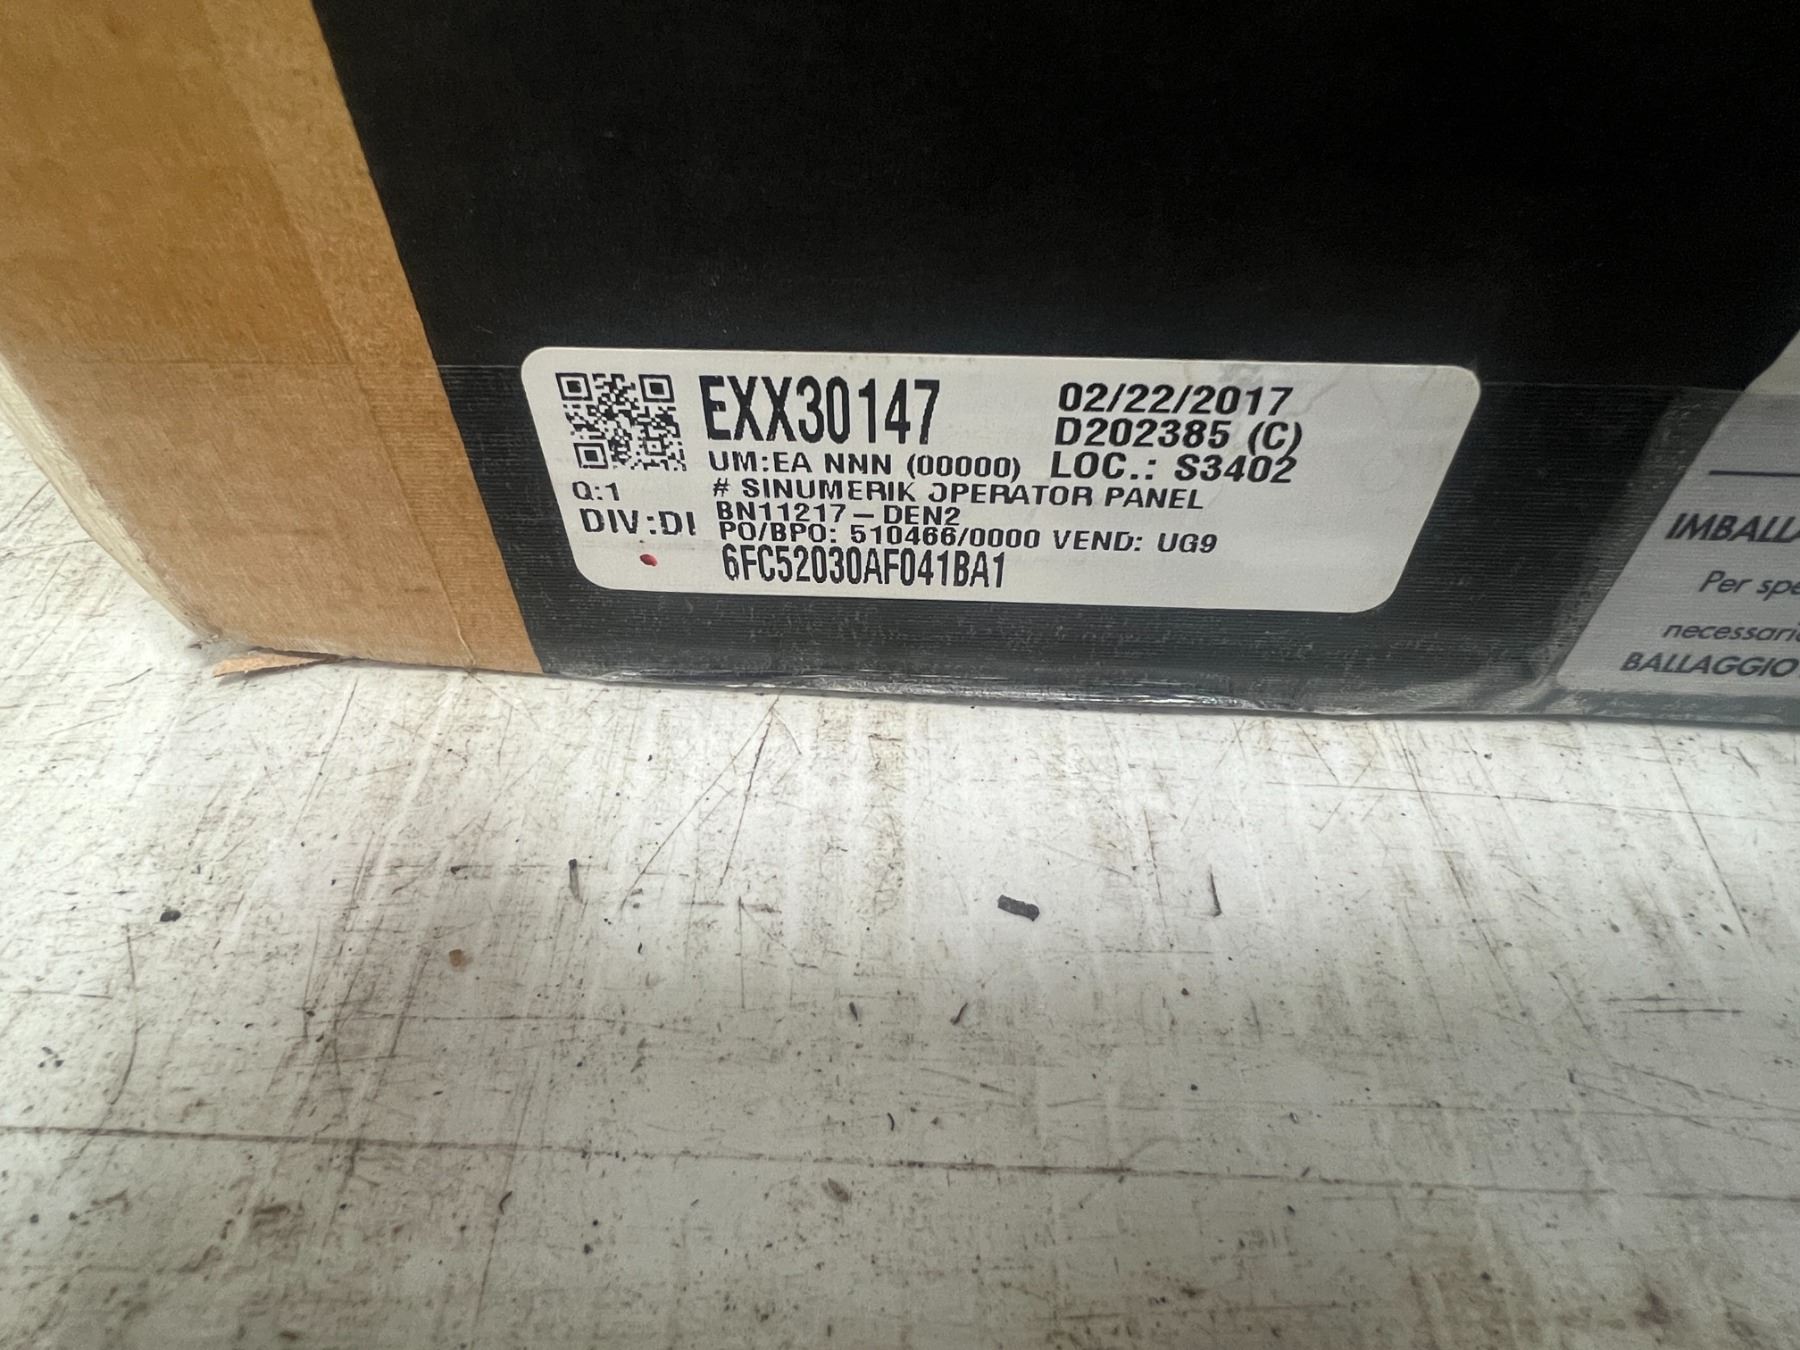 EXX30147
02/22/2017
D202385 (C)
UM:EA NNN (00000) LOC.: S3402
Q:1 # SINUMERIK OPERATOR PANEL
DIV:DI BN11217-DEN2
PO/BPO: 510466/0000 VEND: UG9
6FC52030AF041BA1
IMBALLA
Per spe
necessari
BALLAGGIO